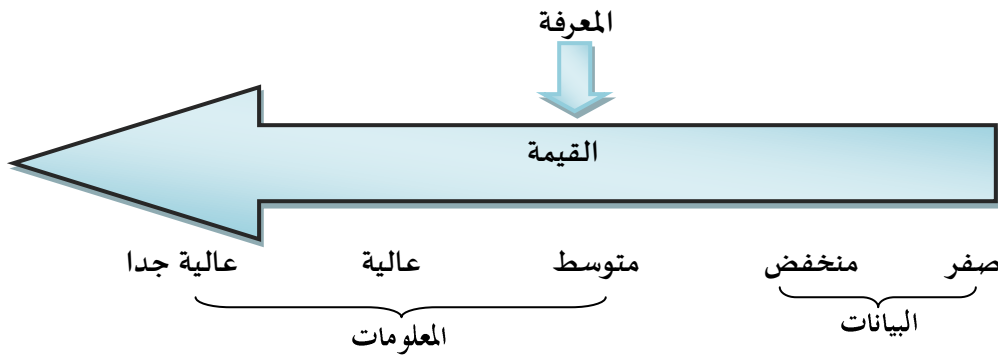 المعرفة
القيمة
صفر منخفض متوسط عالية عالية جدا
البيانات المعلومات